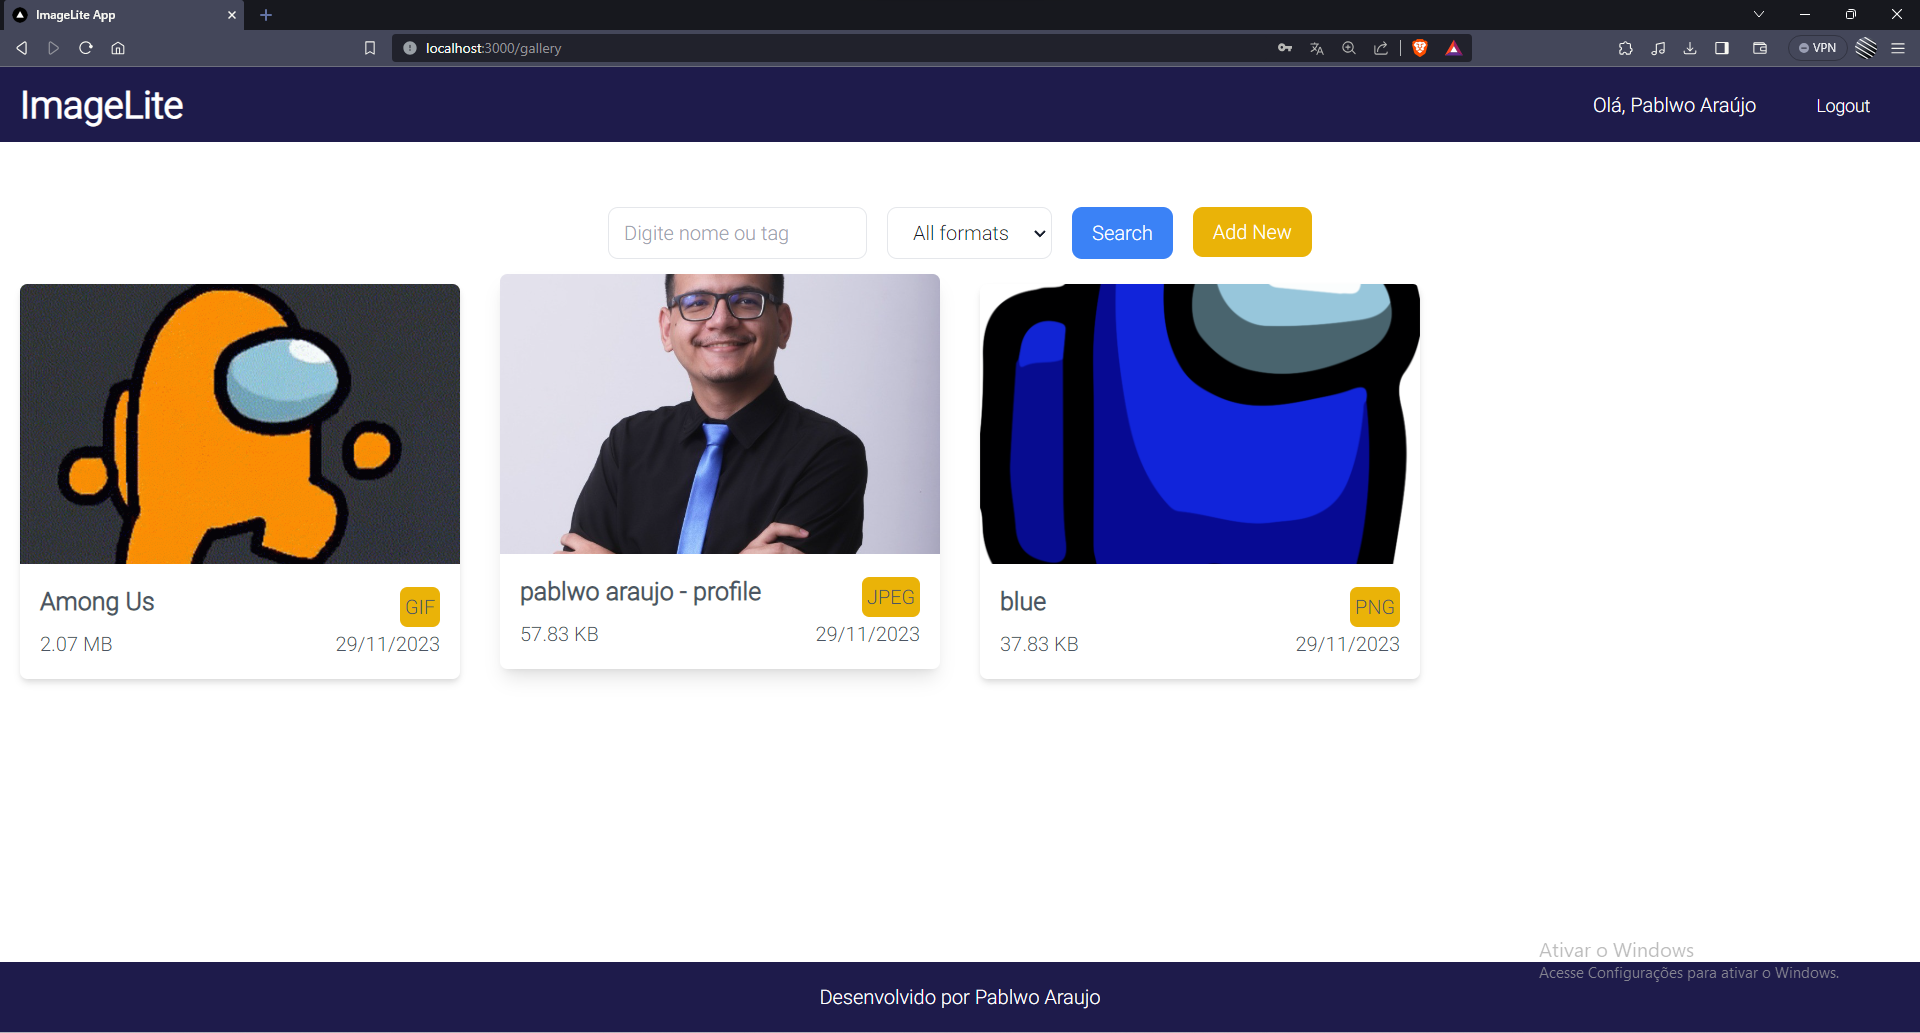 ImageLite App
localhost:3000/gallery
VPN
ImageLite
Olá, Pablwo Araújo
Logout
Digite nome ou tag
All formats
Search
Add New
Among Us
GIF
2.07 MB
29/11/2023
pablwo araujo - profile
JPEG
57.83 KB
29/11/2023
blue
PNG
37.83 KB
29/11/2023
Ativar o Windows
Acesse Configurações para ativar o Windows.
Desenvolvido por Pablwo Araujo